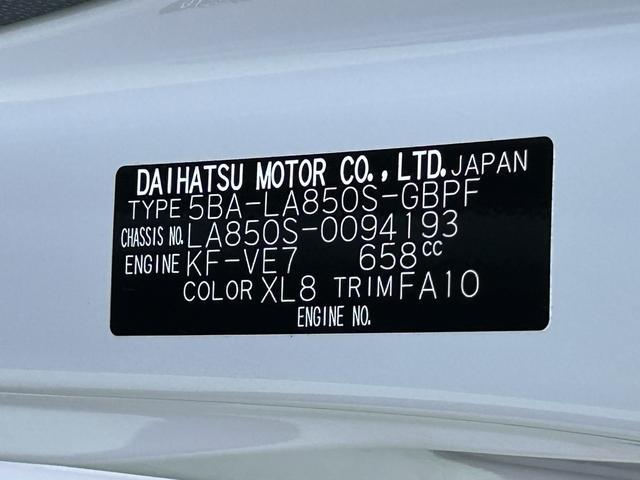 DAIHATSU MOTOR CO., LTD. JAPAN
TYPE 5BA-LA850S-GBPF
CHASSIS NO. LA850S-0094193
ENGINE KF-VE7 658cc
COLOR XL8 TRIM FA10
ENGINE NO.